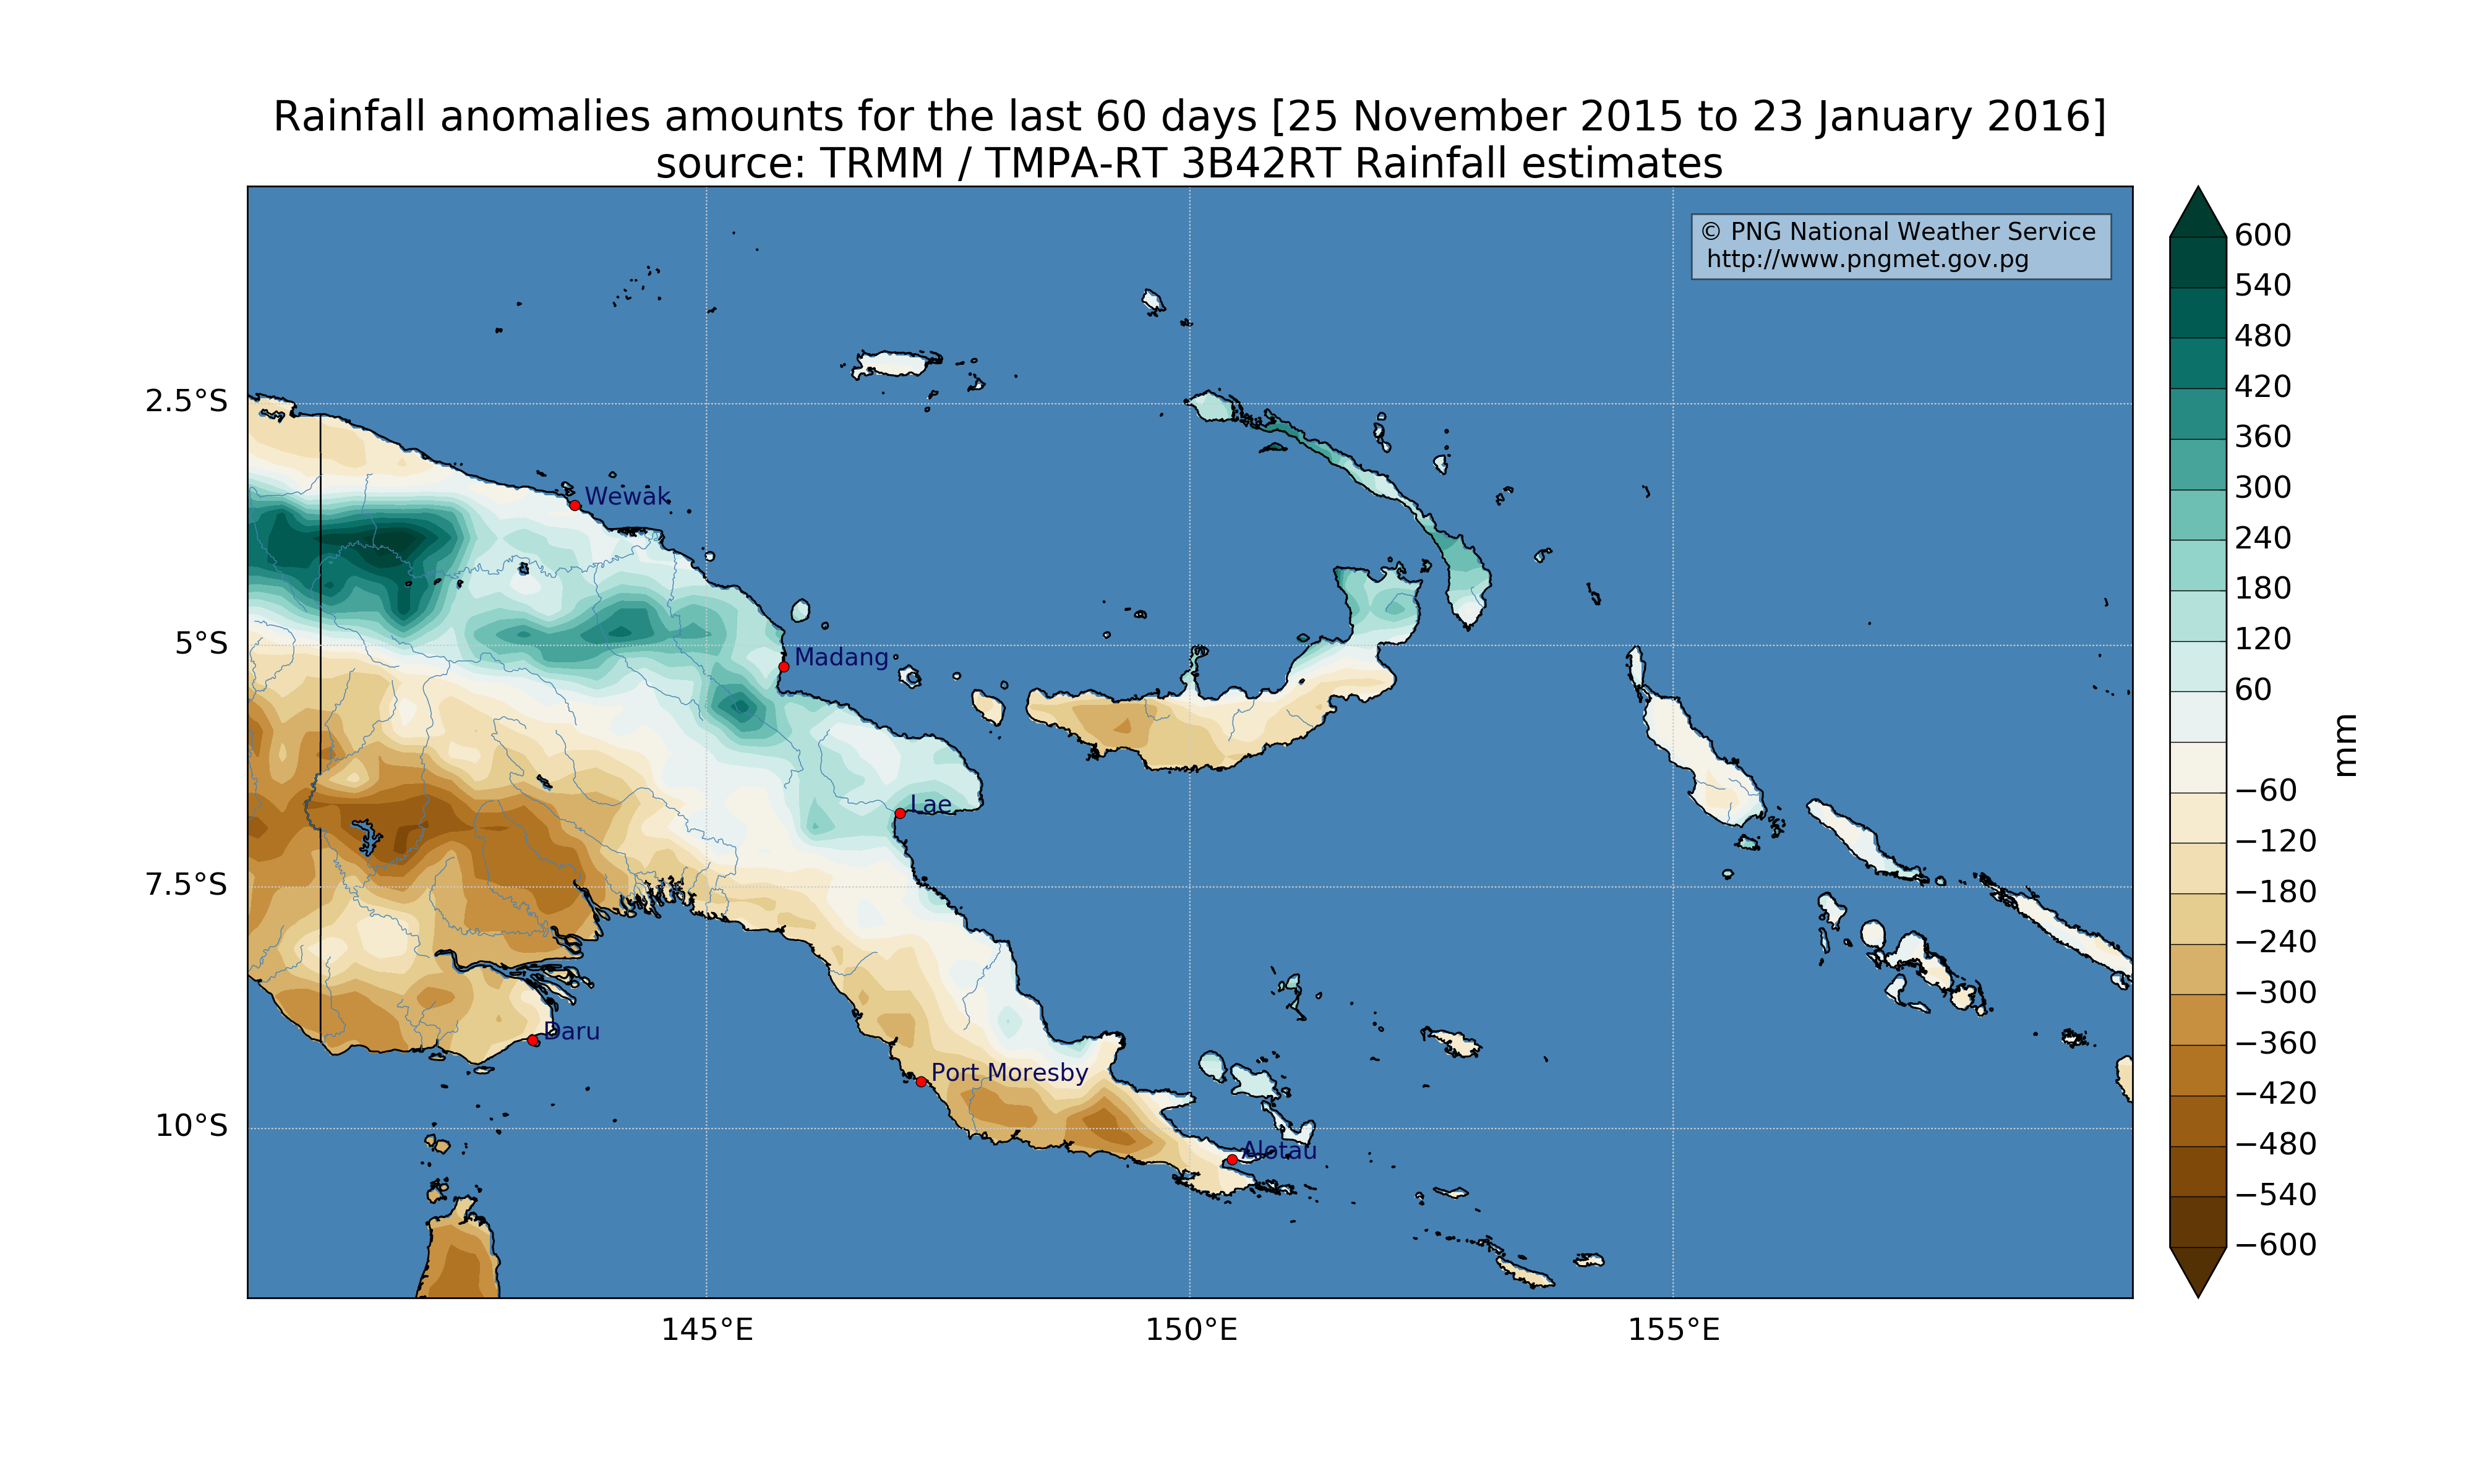 Rainfall anomalies amounts for the last 60 days [25 November 2015 to 23 January 2016]
source: TRMM / TMPA-RT 3B42RT Rainfall estimates
© PNG National Weather Service
http://www.pngmet.gov.pg
2.5°S
5°S
7.5°S
10°S
Wewak
Madang
Lae
Daru
Port Moresby
Alotau
145°E
150°E
155°E
600
540
480
420
360
300
240
180
120
60
−60
−120
−180
−240
−300
−360
−420
−480
−540
−600
mm